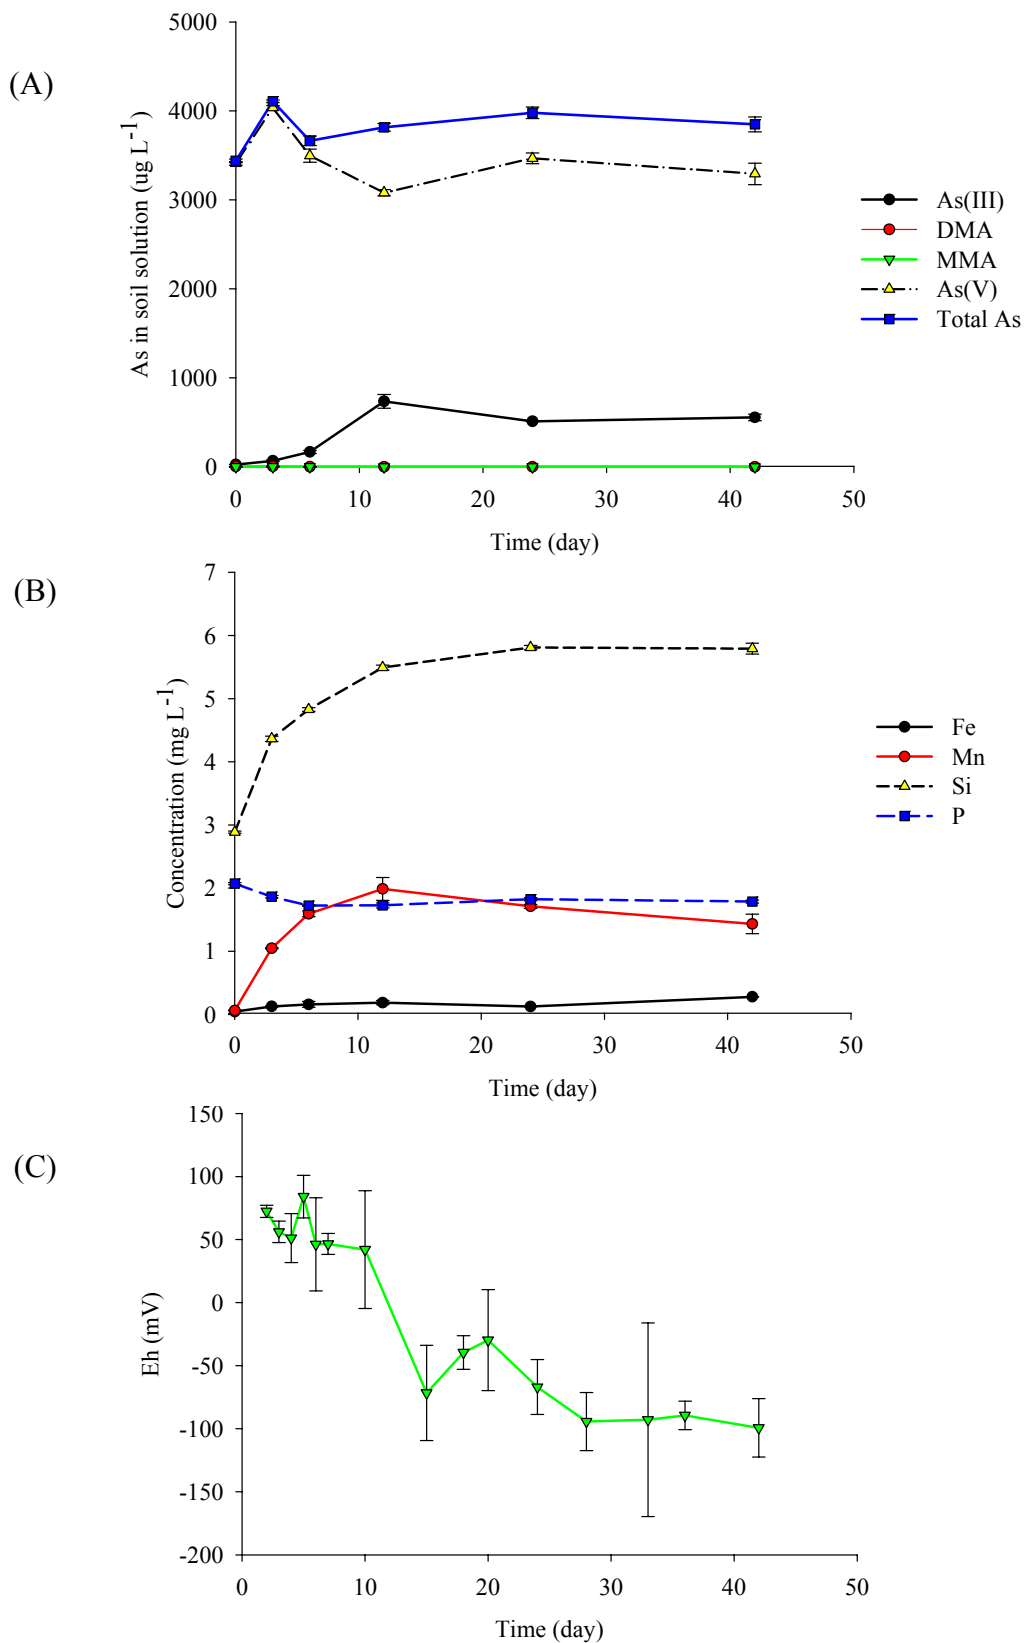 (A)
5000
4000
3000
2000
1000
0
As in soil solution (ug L-1)
0 10 20 30 40 50
Time (day)
As(III)
DMA
MMA
As(V)
Total As
(B)
7
6
5
4
3
2
1
0
Concentration (mg L-1)
0 10 20 30 40 50
Time (day)
Fe
Mn
Si
P
(C)
150
100
50
0
-50
-100
-150
-200
Eh (mV)
0 10 20 30 40 50
Time (day)